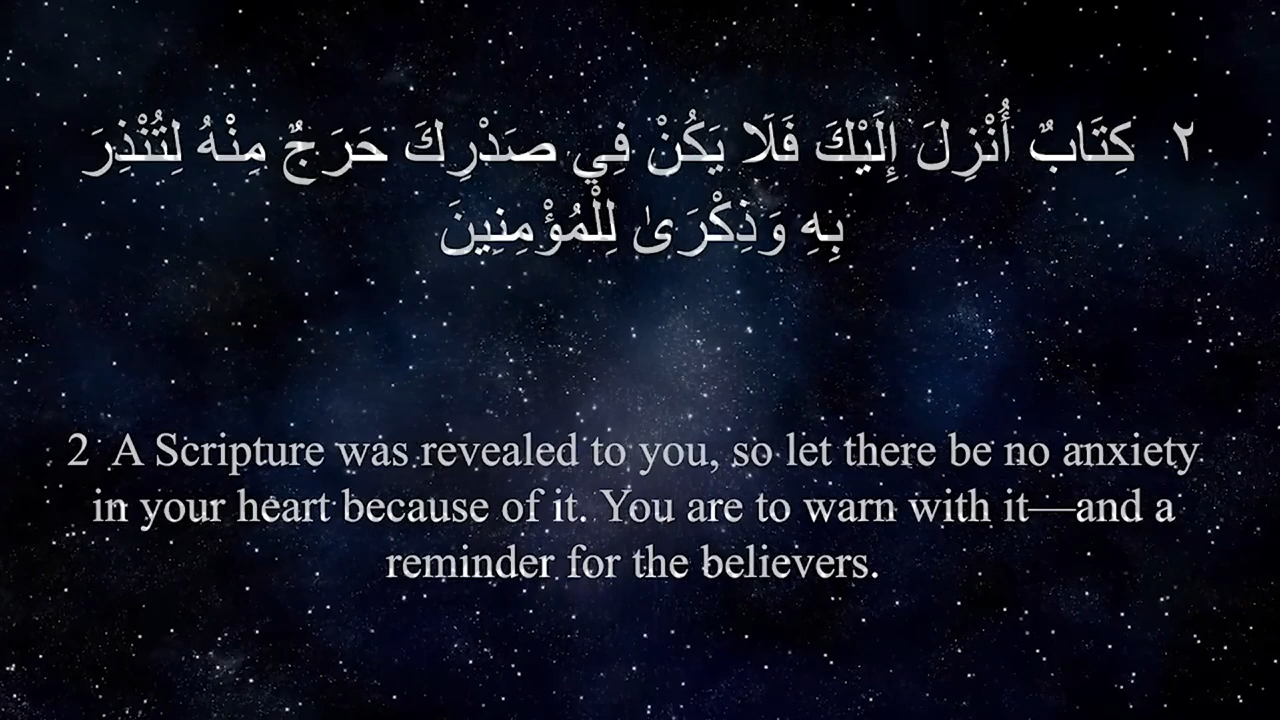 ٢ كِتَابٌ أُنْزِلَ إِلَيْكَ فَلَا يَكُنْ فِي صَدْرِكَ حَرَجٌ مِنْهُ لِتُنْذِرَ
بِهِ وَذِكْرَىٰ لِلْمُؤْمِنِينَ
2 A Scripture was revealed to you, so let there be no anxiety
in your heart because of it. You are to warn with it—and a
reminder for the believers.